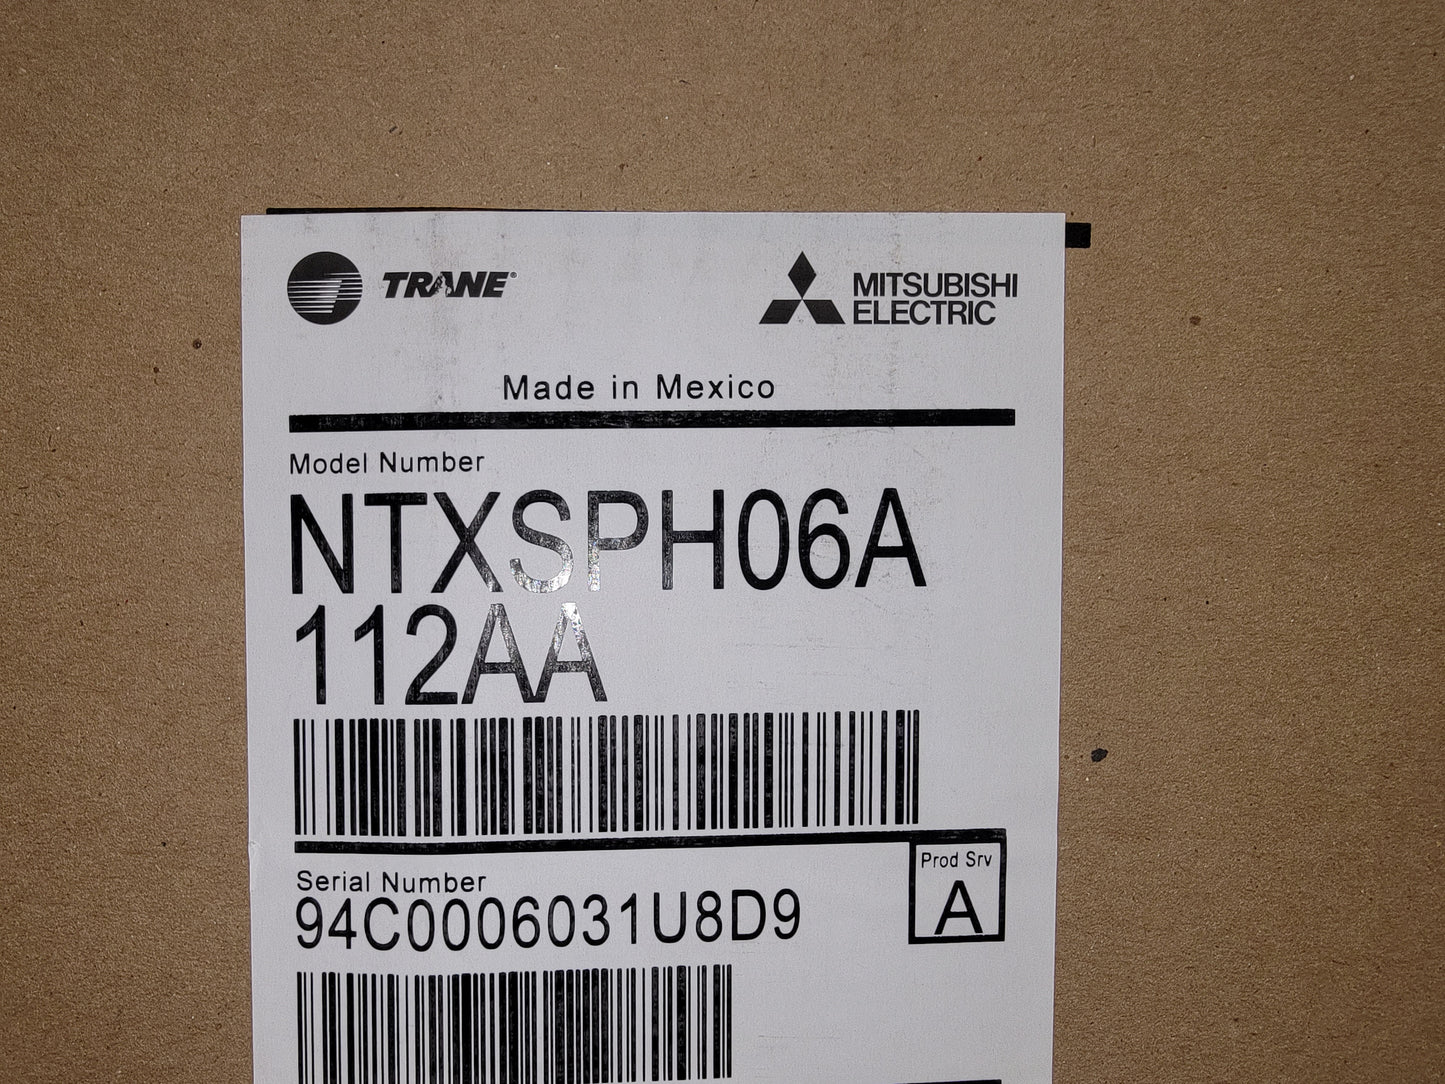 TRANE®
MITSUBISHI
ELECTRIC
Made in Mexico
Model Number
NTXSPH06A
112AA
Serial Number
94C0006031U8D9
Prod Srv
A